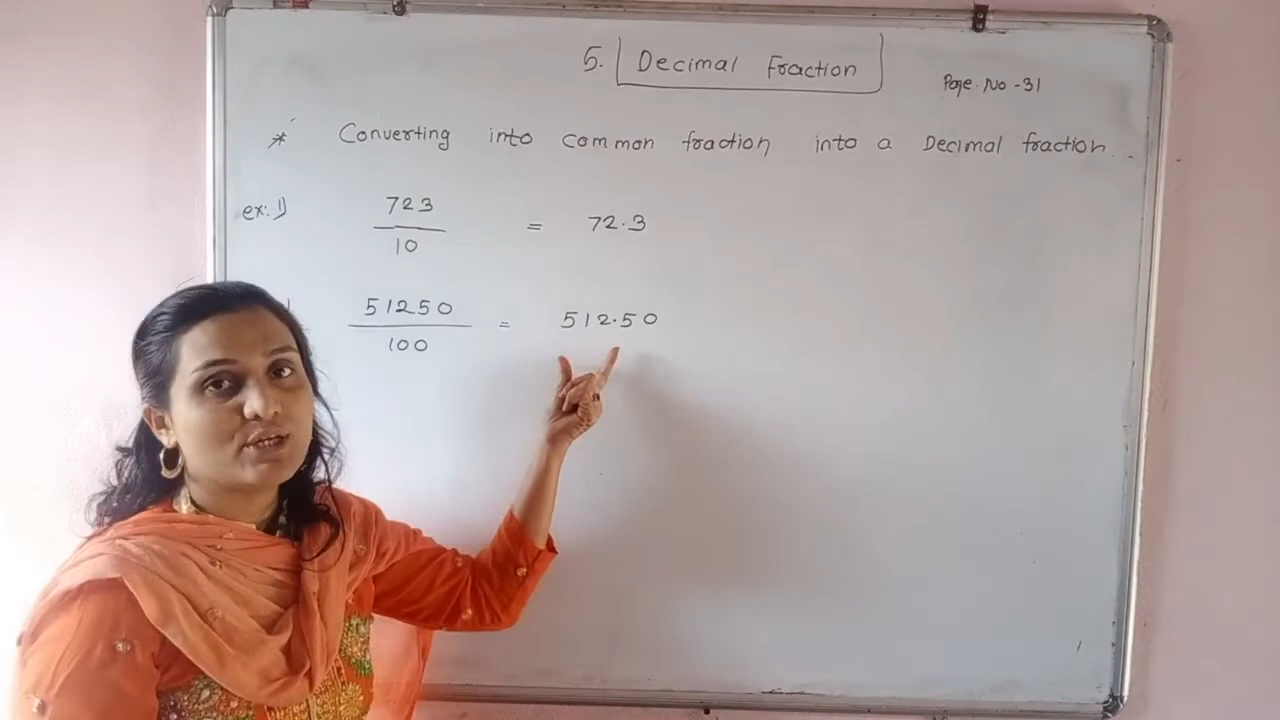 5. Decimal Fraction
Page. No - 31
* Converting into common fraction into a Decimal fraction.
ex: 1) 723/10 = 72.3
51250/100 = 512.50